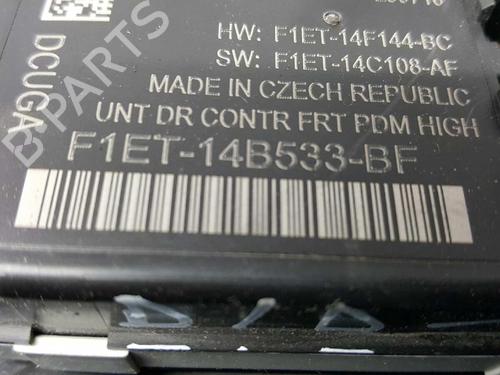 HW: F1ET-14F144-BC
SW: F1ET-14C108-AF
MADE IN CZECH REPUBLIC
UNT DR CONTR FRT PDM HIGH
F1ET-14B533-BF
DCUGA
B-PARTS